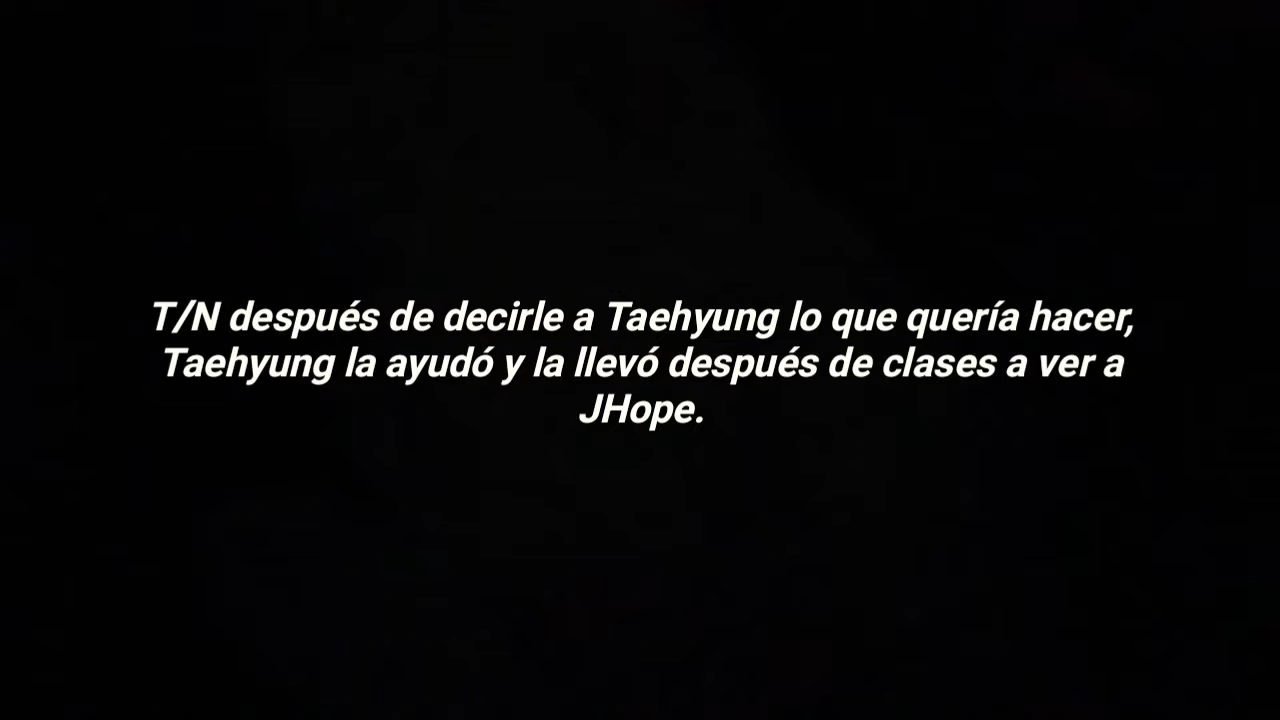 T/N después de decirle a Taehyung lo que quería hacer,
Taehyung la ayudó y la llevó después de clases a ver a
JHope.